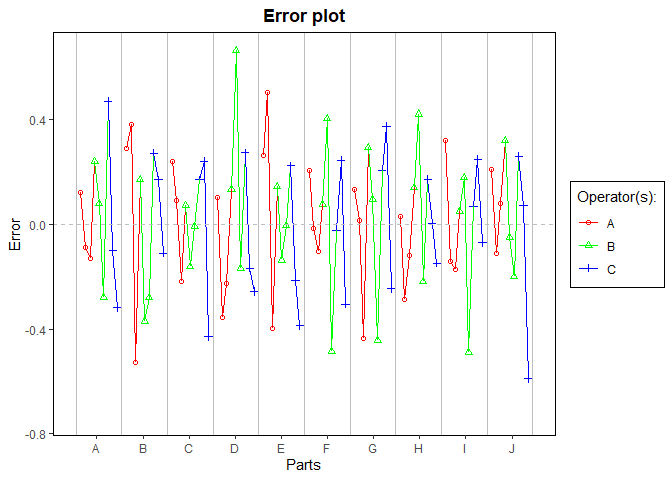 Error plot
Error
0.4
0.0
-0.4
-0.8
A B C D E F G H I J
Parts
Operator(s):
A
B
C